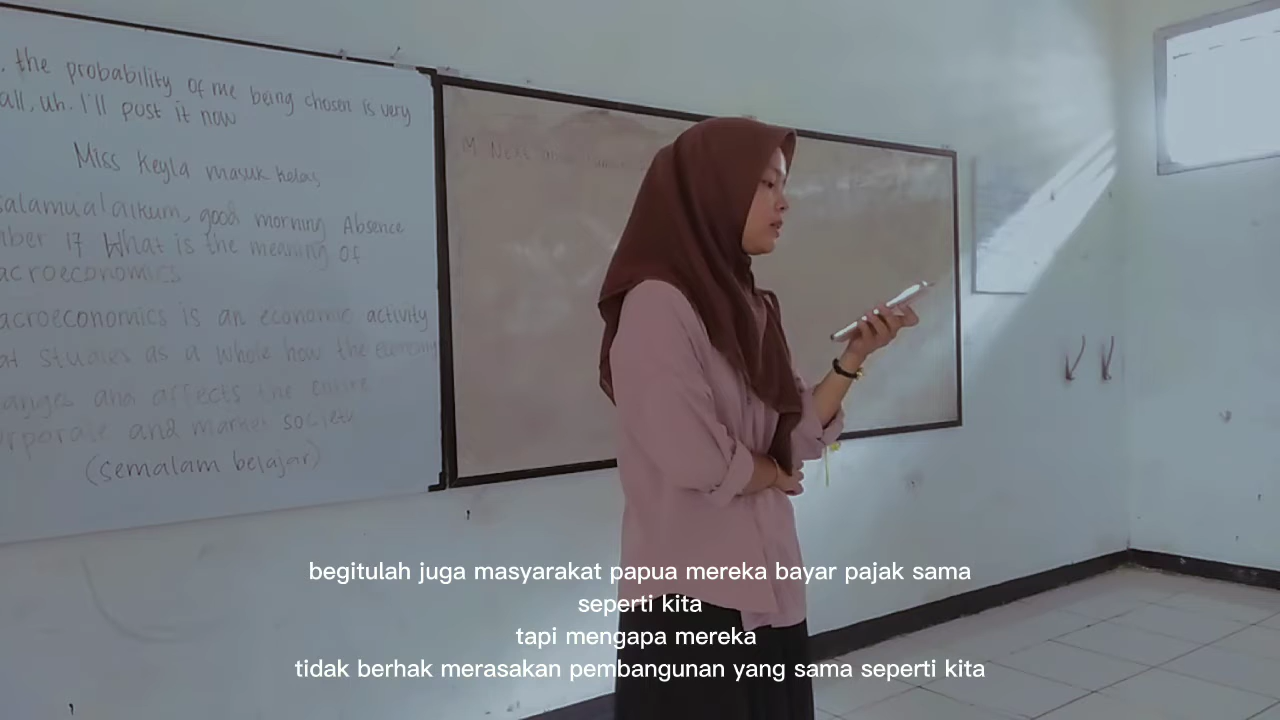 the probability of me being chosen is very
all, uh. I'll post it now
Miss Keyla masuk kelas
salamualaikum, good morning Absence
mber 17 What is the meaning of
acroeconomics
acroeconomics is an economic activity
at studies as a whole how the economy
anges and affects the entire
orporate and market society
(semalam belajar)
M Next
begitulah juga masyarakat papua mereka bayar pajak sama
seperti kita
tapi mengapa mereka
tidak berhak merasakan pembangunan yang sama seperti kita